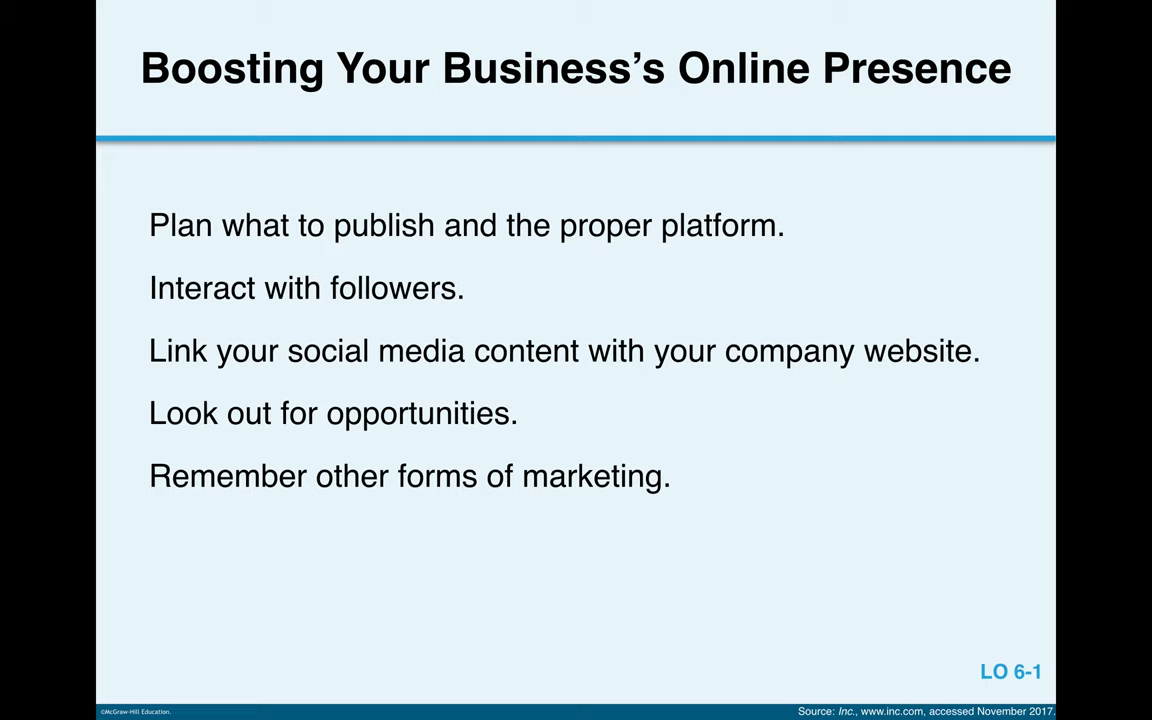 Boosting Your Business’s Online Presence
Plan what to publish and the proper platform.
Interact with followers.
Link your social media content with your company website.
Look out for opportunities.
Remember other forms of marketing.
LO 6-1
©McGraw-Hill Education.
Source: Inc., www.inc.com, accessed November 2017.